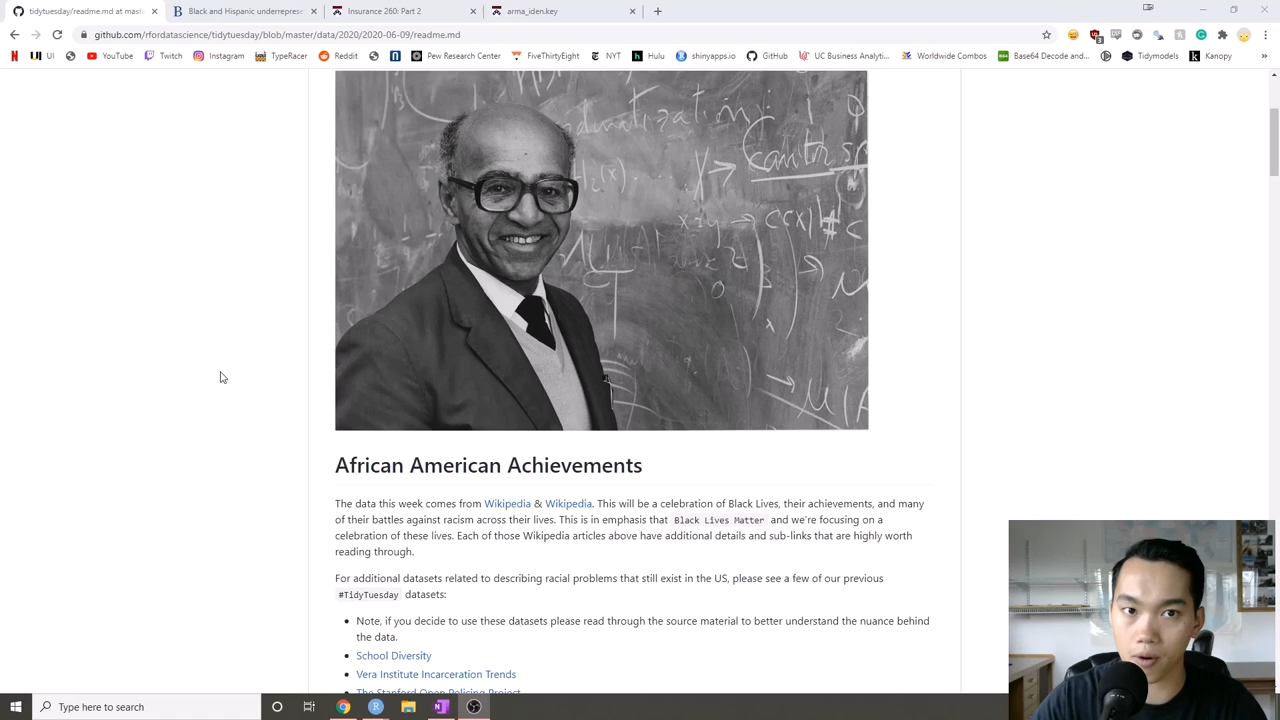 tidytuesday/readme.md at mast
Black and Hispanic underrepres
Insurance 260: Part 2
arma_iden.key
github.com/rfordatascience/tidytuesday/blob/master/data/2020/2020-06-09/readme.md
UI
YouTube
Twitch
Instagram
TypeRacer
Reddit
Pew Research Center
FiveThirtyEight
NYT
Hulu
shinyapps.io
GitHub
UC Business Analyti...
Worldwide Combos
Base64 Decode and...
Tidymodels
Kanopy
African American Achievements
The data this week comes from Wikipedia & Wikipedia. This will be a celebration of Black Lives, their achievements, and many
of their battles against racism across their lives. This is in emphasis that Black Lives Matter and we're focusing on a
celebration of these lives. Each of those Wikipedia articles above have additional details and sub-links that are highly worth
reading through.
For additional datasets related to describing racial problems that still exist in the US, please see a few of our previous
#TidyTuesday datasets:
Note, if you decide to use these datasets please read through the source material to better understand the nuance behind
the data.
School Diversity
Vera Institute Incarceration Trends
The Stanford Open Policing Project
Type here to search